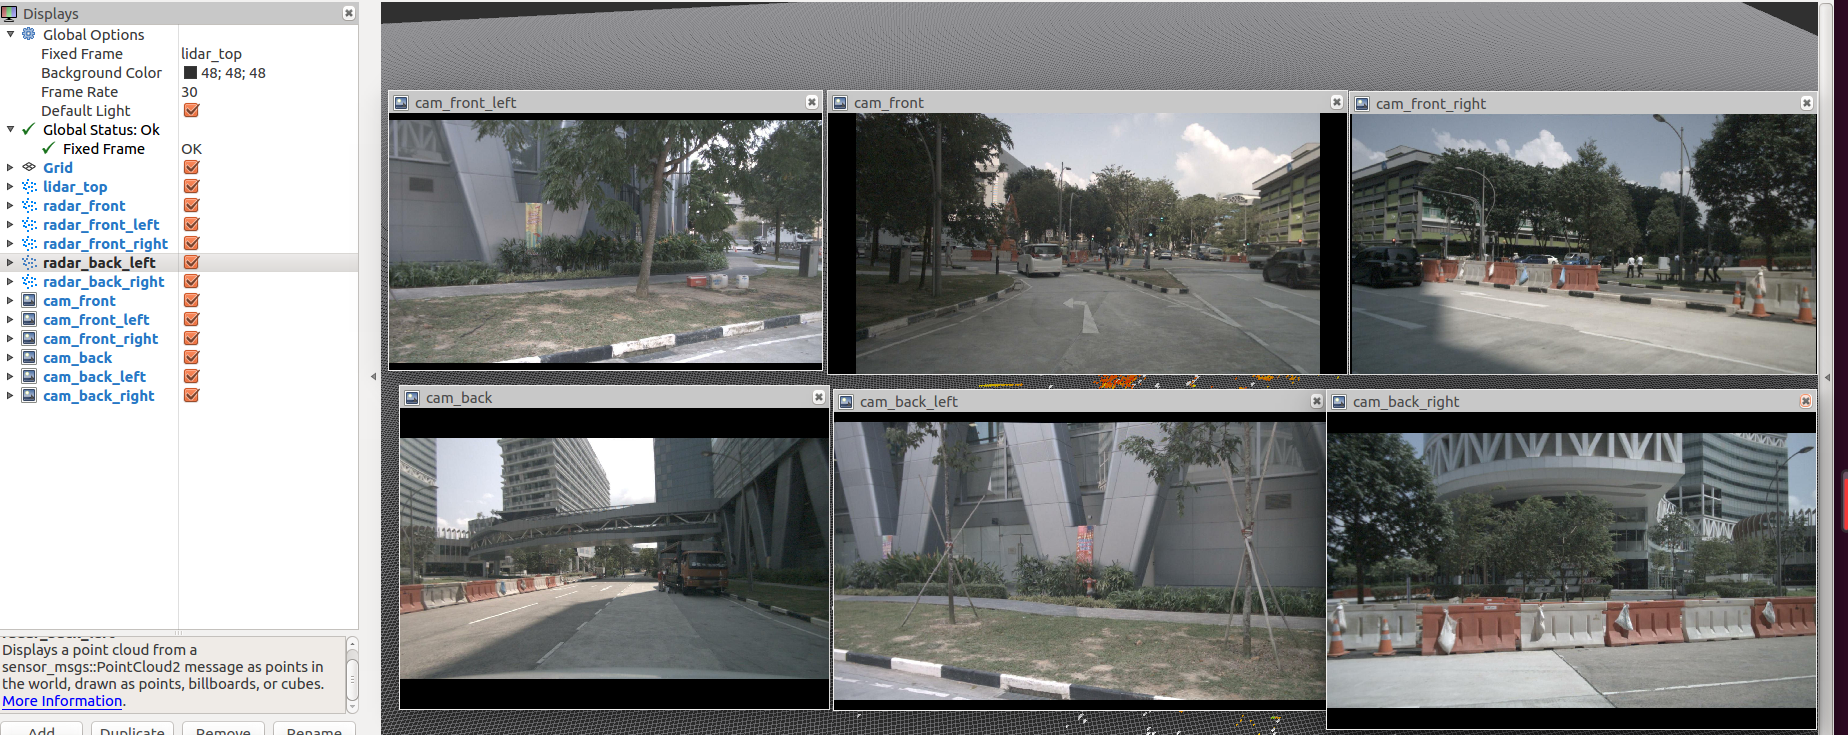 Displays
Global Options
Fixed Frame lidar_top
Background Color 48; 48; 48
Frame Rate 30
Default Light
Global Status: Ok
Fixed Frame OK
Grid
lidar_top
radar_front
radar_front_left
radar_front_right
radar_back_left
radar_back_right
cam_front
cam_front_left
cam_front_right
cam_back
cam_back_left
cam_back_right
radar_back_left
Displays a point cloud from a
sensor_msgs::PointCloud2 message as points in
the world, drawn as points, billboards, or cubes.
More Information.
Add Duplicate Remove Rename
cam_front_left
cam_front
cam_front_right
cam_back
cam_back_left
cam_back_right